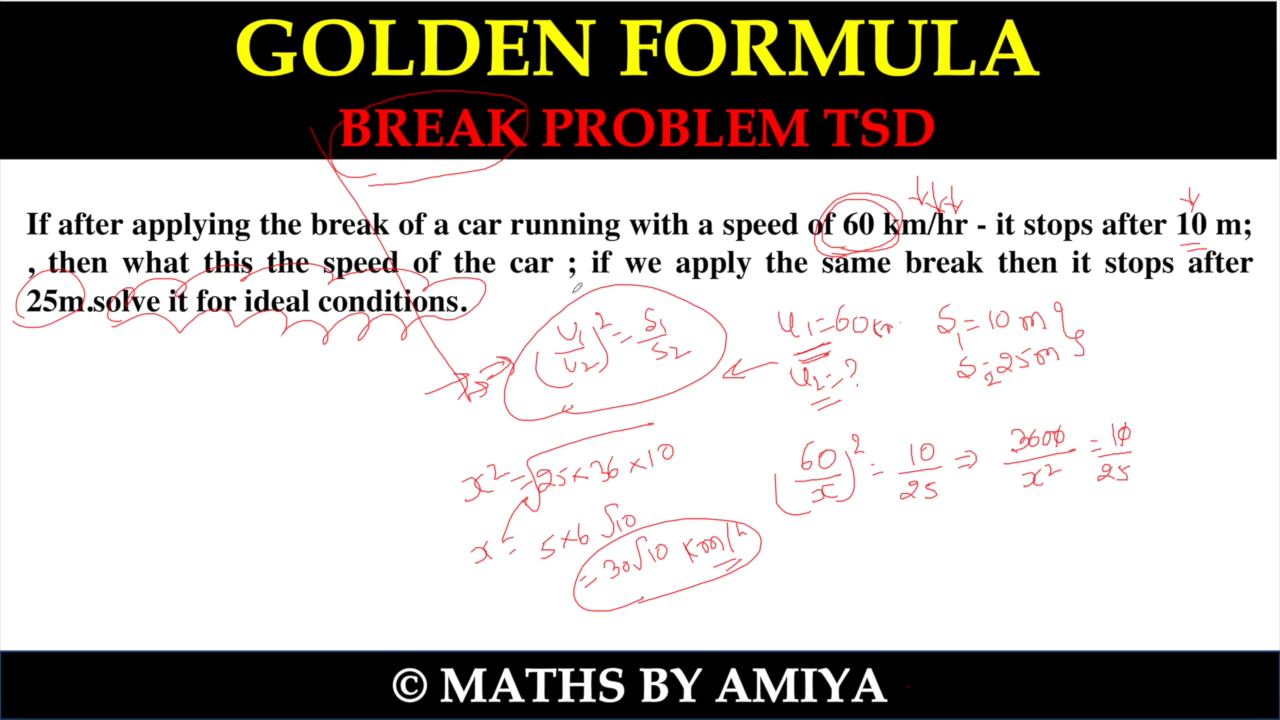 GOLDEN FORMULA
BREAK PROBLEM TSD
If after applying the break of a car running with a speed of 60 km/hr - it stops after 10 m;
, then what this the speed of the car ; if we apply the same break then it stops after
25m.solve it for ideal conditions.
(U₁/U₂)² = S₁/S₂
U₁ = 60 km
S₁ = 10 m
U₂ = ?
S₂ = 25 m
(60/x)² = 10/25 ⇒ 3600/x² = 10/25
x² = √25 × 36 × 10
x = 5 × 6 √10
= 30√10 km/h
© MATHS BY AMIYA